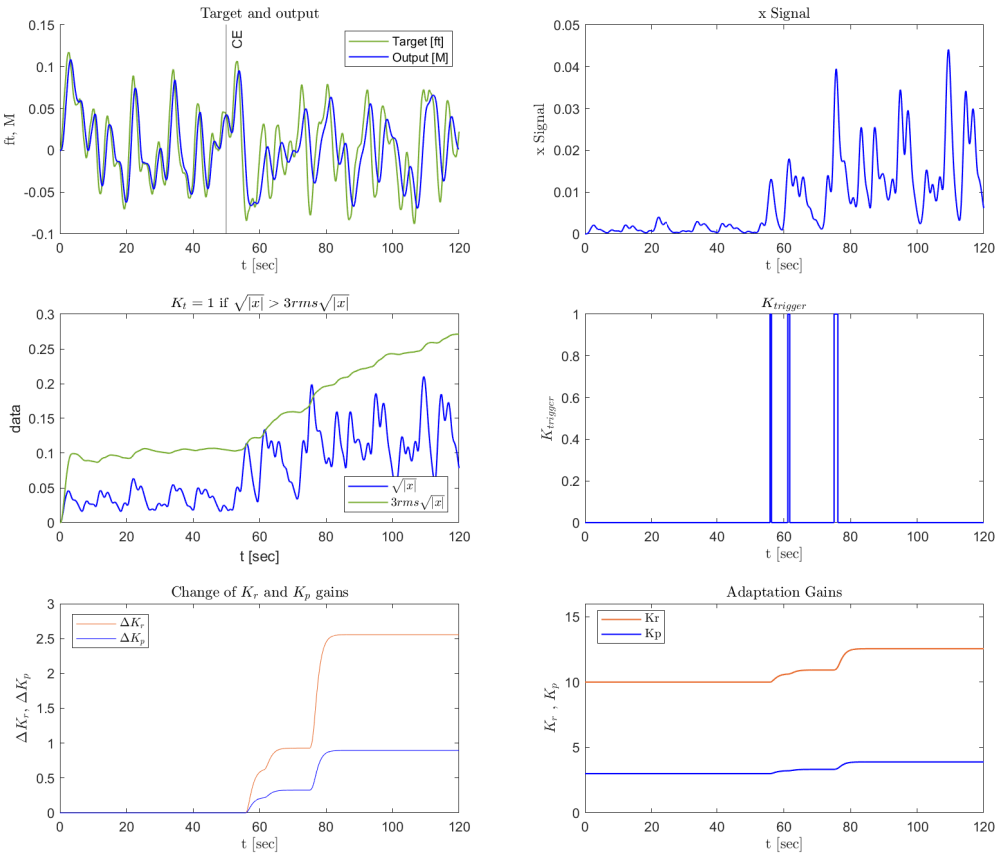 Target and output
ft, M
0.15
0.1
0.05
0
-0.05
-0.1
CE
Target [ft]
Output [M]
0 20 40 60 80 100 120
t [sec]
x Signal
x Signal
0.05
0.04
0.03
0.02
0.01
0
0 20 40 60 80 100 120
t [sec]
K_t = 1 if √|x| > 3rms√|x|
data
0.3
0.25
0.2
0.15
0.1
0.05
0
√|x|
3rms√|x|
0 20 40 60 80 100 120
t [sec]
K_trigger
K_trigger
1
0.8
0.6
0.4
0.2
0
0 20 40 60 80 100 120
t [sec]
Change of K_r and K_p gains
ΔK_r, ΔK_p
3
2.5
2
1.5
1
0.5
0
ΔK_r
ΔK_p
0 20 40 60 80 100 120
t [sec]
Adaptation Gains
K_r , K_p
15
10
5
0
Kr
Kp
0 20 40 60 80 100 120
t [sec]